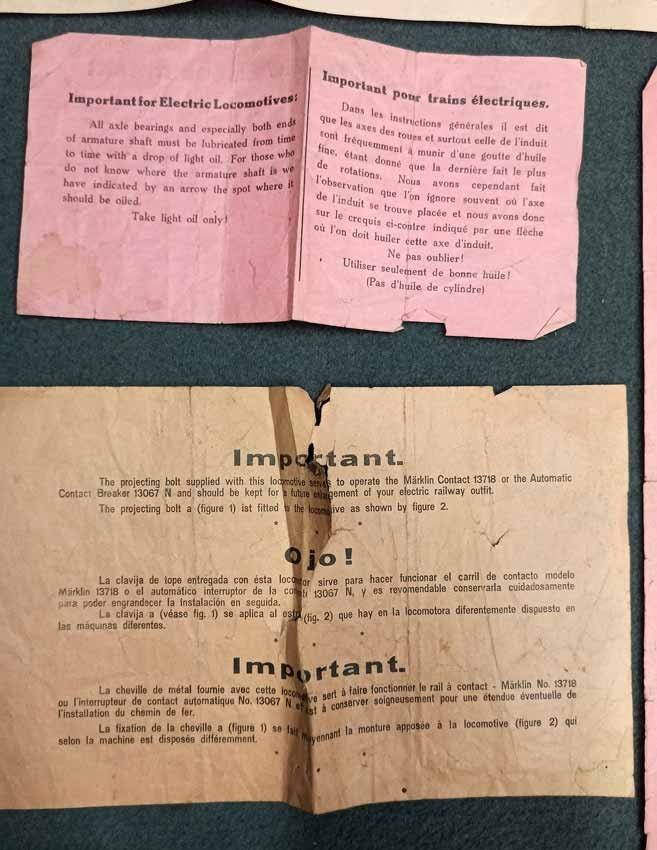 Important for Electric Locomotives:
All axle bearings and especially both ends
of armature shaft must be lubricated from time
to time with a drop of light oil. For those who
do not know where the armature shaft is we
have indicated by an arrow the spot where it
should be oiled.
Take light oil only!
Important pour trains électriques.
Dans les instructions générales il est dit
que les axes des roues et surtout celle de l'induit
sont fréquemment à munir d'une goutte d'huile
fine, étant donné que la dernière fait le plus
de rotations. Nous avons cependant fait
l'observation que l'on ignore souvent où l'axe
de l'induit se trouve placée et nous avons donc
sur le crcquis ci-contre indiqué par une flèche
où l'on doit huiler cette axe d'induit.
Ne pas oublier!
Utiliser seulement de bonne huile!
(Pas d'huile de cylindre)
Important.
The projecting bolt supplied with this locomotive serves to operate the Märklin Contact 13718 or the Automatic
Contact Breaker 13067 N and should be kept for a future enlargement of your electric railway outfit.
The projecting bolt a (figure 1) ist fitted to the locomotive as shown by figure 2.
Ojo!
La clavija de tope entregada con ésta locomotor sirve para hacer funcionar el carril de contacto modelo
Märklin 13718 o el automático interruptor de la 13067 N, y es revomendable conservarla cuidadosamente
para poder engrandecer la Instalación en seguida.
La clavija a (véase fig. 1) se aplica al (fig. 2) que hay en la locomotora diferentemente dispuesto en
las máquinas diferentes.
Important.
La cheville de métal fournie avec cette locomotive sert à faire fonctionner le rail à contact - Märklin No. 13718
ou l'interrupteur de contact automatique No. 13067 N et est à conserver soigneusement pour une étendue éventuelle de
l'installation du chemin de fer.
La fixation de la cheville a (figure 1) se fait moyennant la monture apposée à la locomotive (figure 2) qui
selon la machine est disposée différemment.